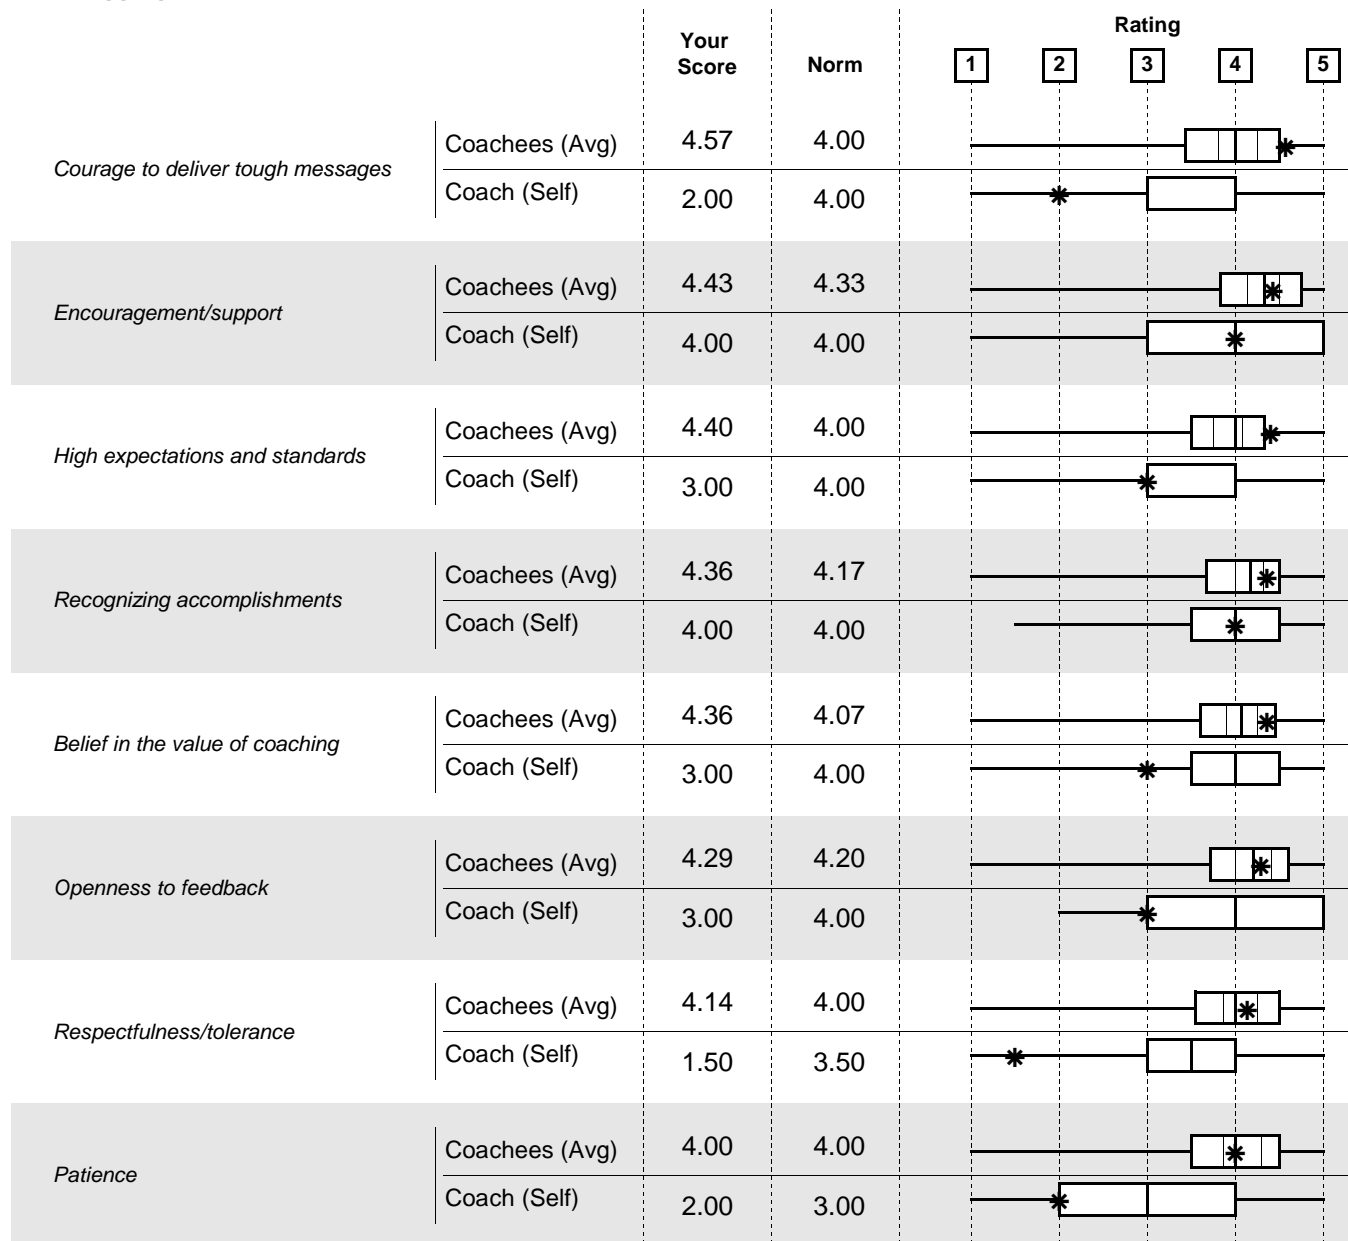 Rating
Your Score
Norm
1 2 3 4 5
Courage to deliver tough messages
Coachees (Avg) 4.57 4.00
Coach (Self) 2.00 4.00
Encouragement/support
Coachees (Avg) 4.43 4.33
Coach (Self) 4.00 4.00
High expectations and standards
Coachees (Avg) 4.40 4.00
Coach (Self) 3.00 4.00
Recognizing accomplishments
Coachees (Avg) 4.36 4.17
Coach (Self) 4.00 4.00
Belief in the value of coaching
Coachees (Avg) 4.36 4.07
Coach (Self) 3.00 4.00
Openness to feedback
Coachees (Avg) 4.29 4.20
Coach (Self) 3.00 4.00
Respectfulness/tolerance
Coachees (Avg) 4.14 4.00
Coach (Self) 1.50 3.50
Patience
Coachees (Avg) 4.00 4.00
Coach (Self) 2.00 3.00